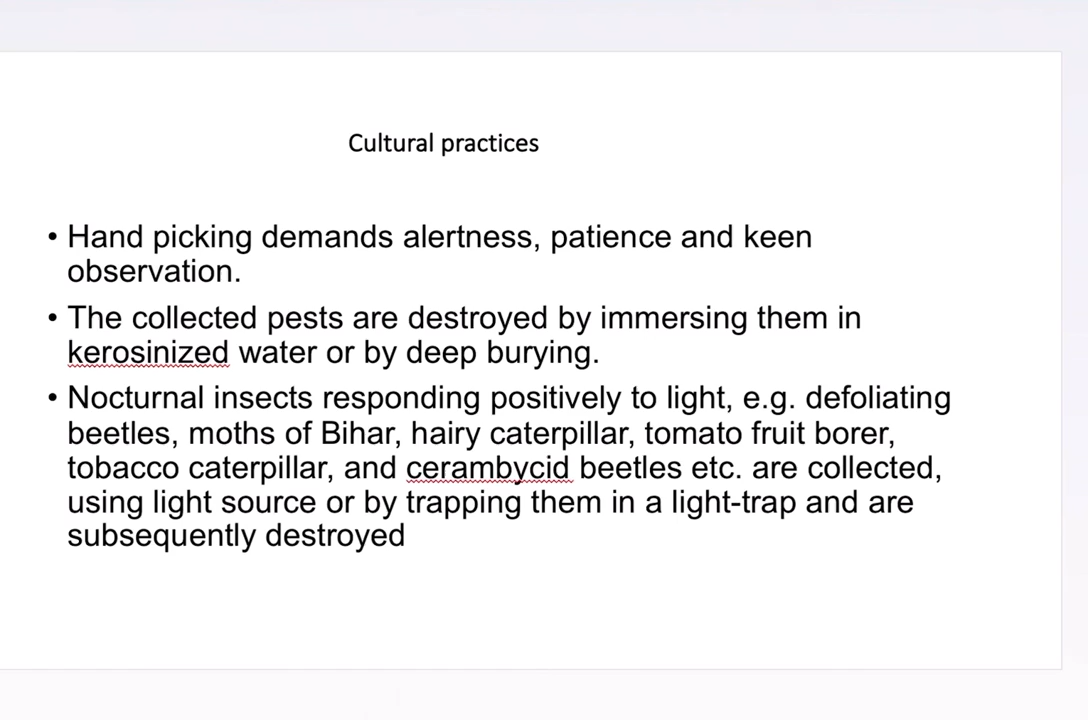 Cultural practices
• Hand picking demands alertness, patience and keen
observation.
• The collected pests are destroyed by immersing them in
kerosinized water or by deep burying.
• Nocturnal insects responding positively to light, e.g. defoliating
beetles, moths of Bihar, hairy caterpillar, tomato fruit borer,
tobacco caterpillar, and cerambycid beetles etc. are collected,
using light source or by trapping them in a light-trap and are
subsequently destroyed